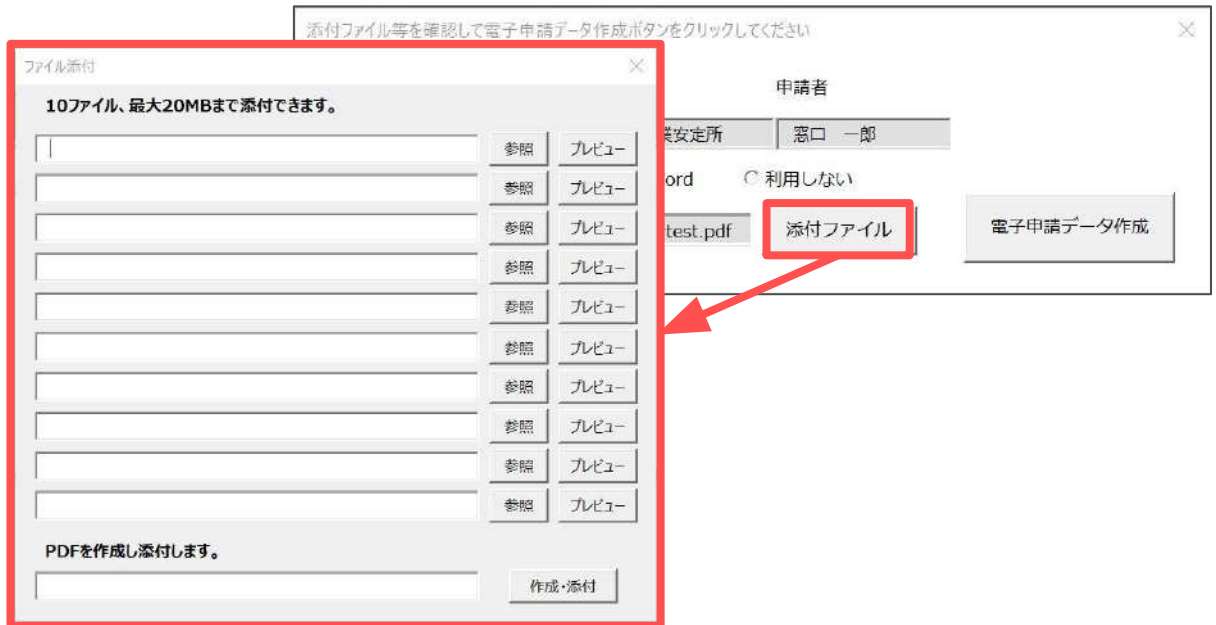 添付ファイル等を確認して電子申請データ作成ボタンをクリックしてください
申請者
業安定所
窓口 一郎
ord
利用しない
test.pdf
添付ファイル
電子申請データ作成
ファイル添付
10ファイル、最大20MBまで添付できます。
参照 プレビュー
参照 プレビュー
参照 プレビュー
参照 プレビュー
参照 プレビュー
参照 プレビュー
参照 プレビュー
参照 プレビュー
参照 プレビュー
参照 プレビュー
PDFを作成し添付します。
作成・添付